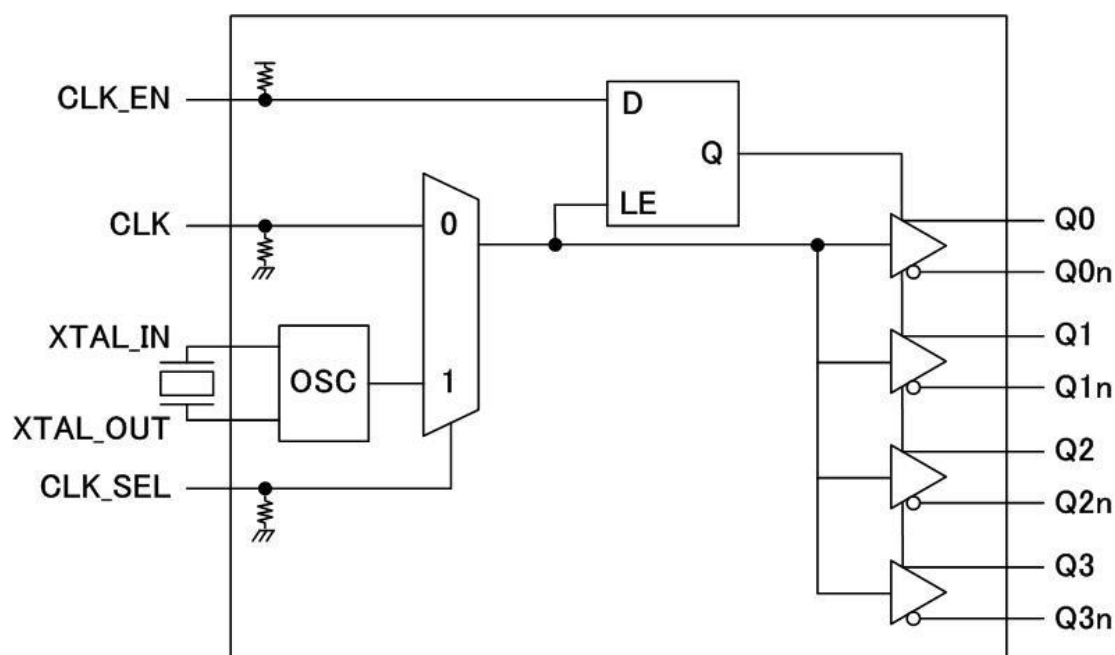 CLK_EN
D
Q
LE
CLK
0
XTAL_IN
OSC
1
XTAL_OUT
CLK_SEL
Q0
Q0n
Q1
Q1n
Q2
Q2n
Q3
Q3n